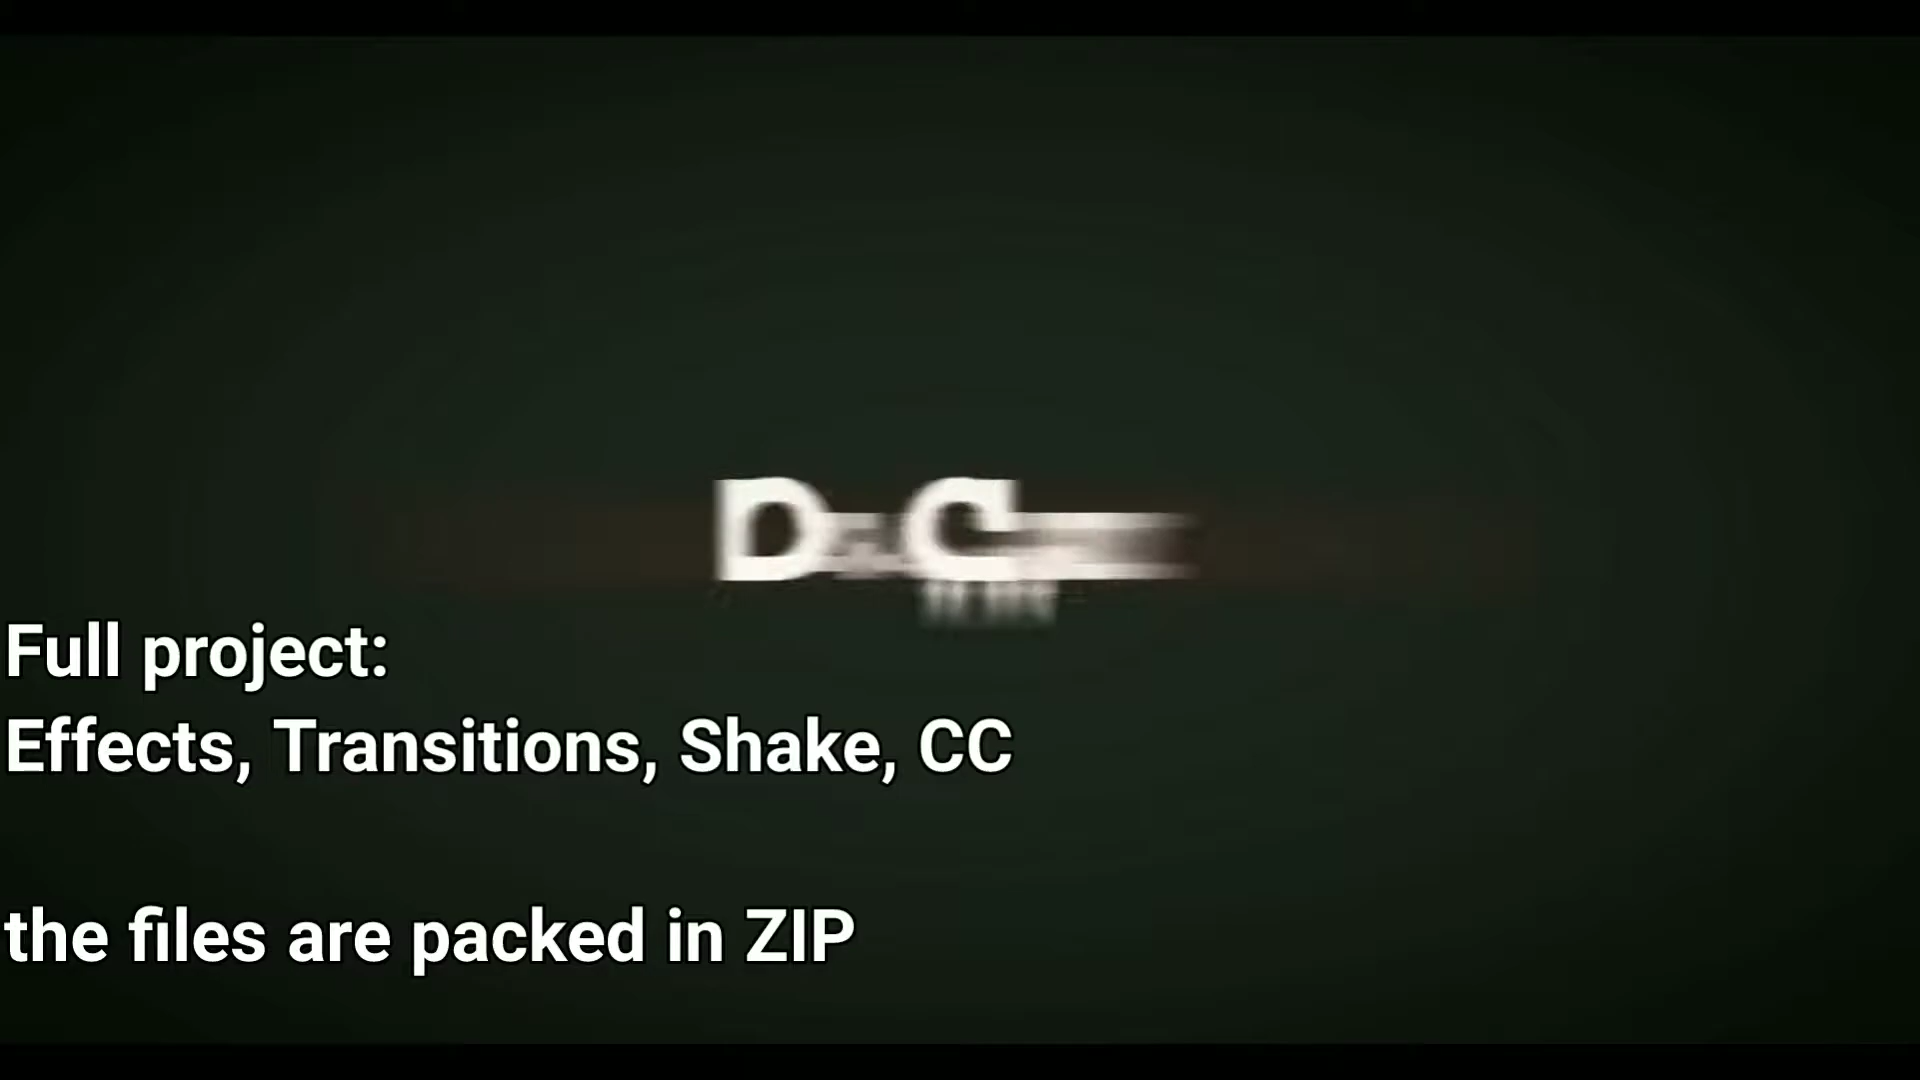 Full project:
Effects, Transitions, Shake, CC
the files are packed in ZIP